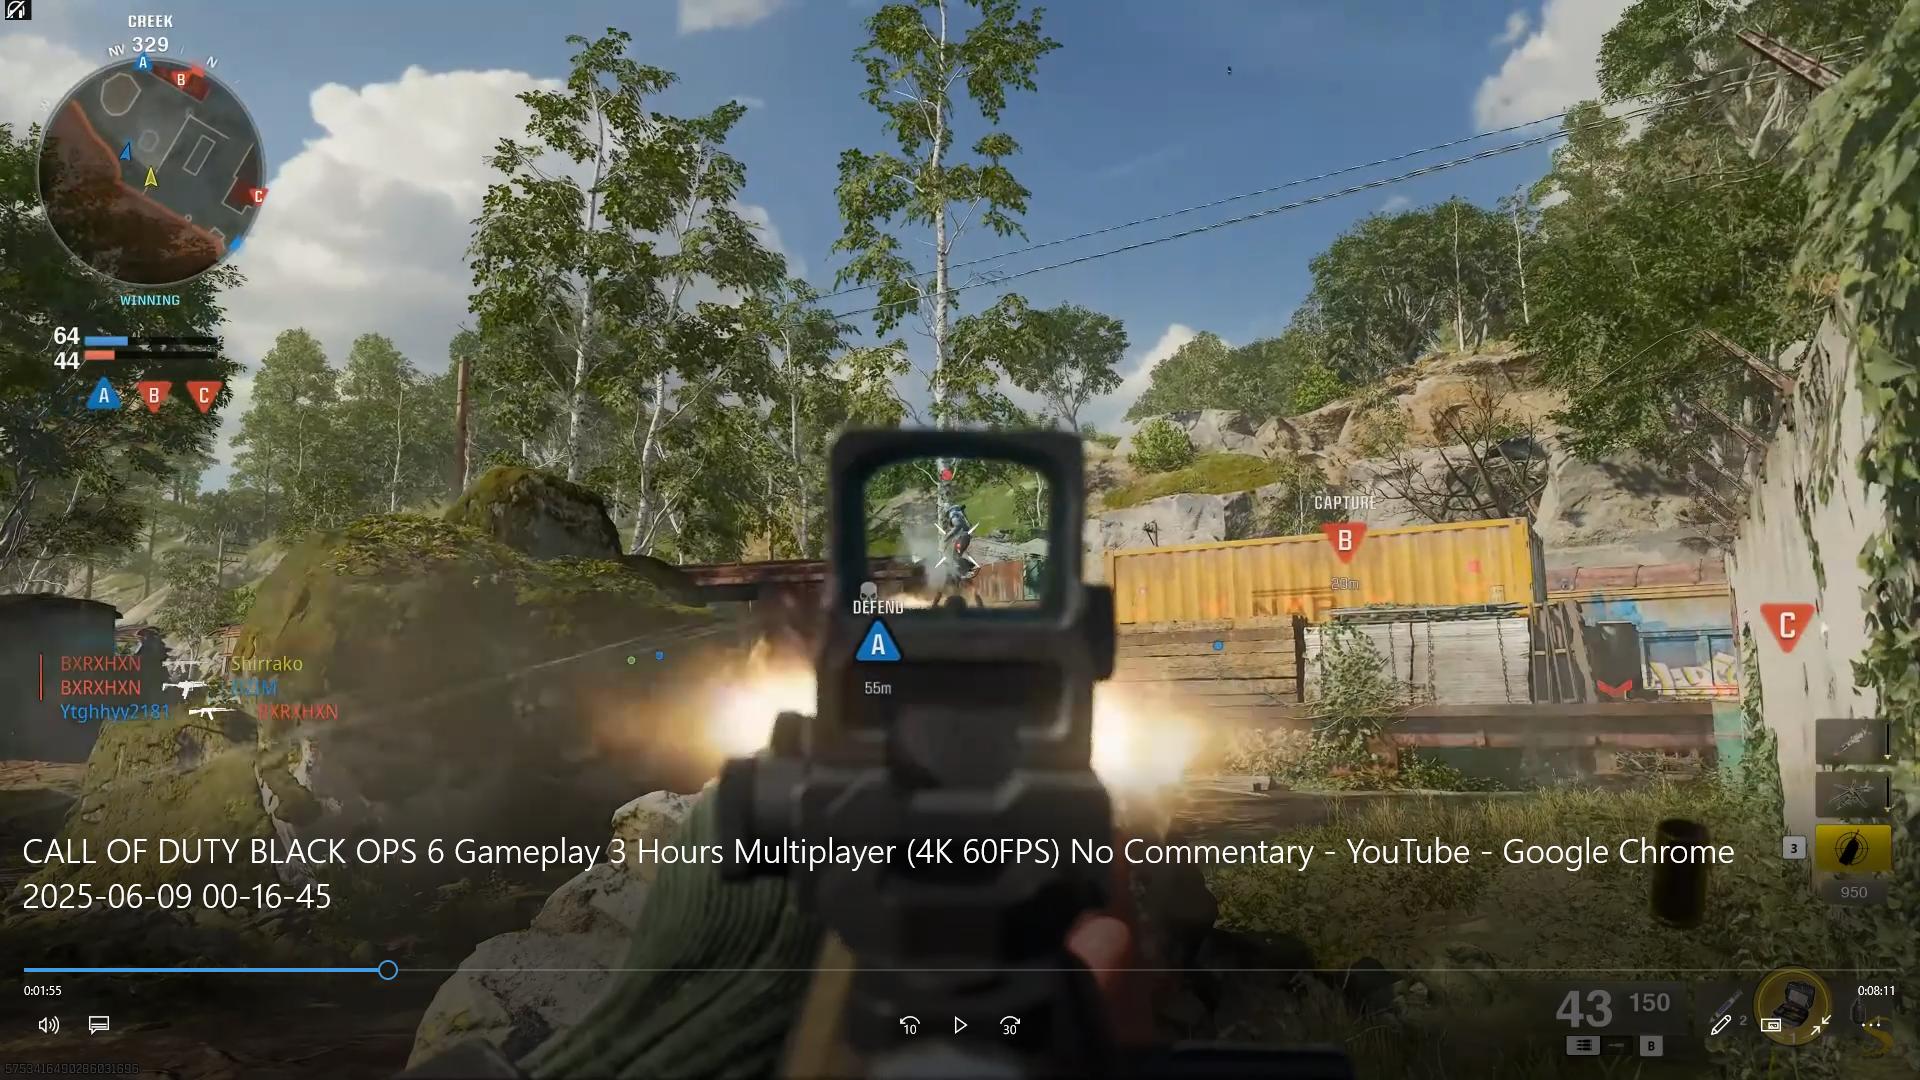 CREEK
NW 329 N
A
B
C
WINNING
64
44
A B C
CAPTURE
B
29m
DEFEND
A
55m
C
BXRXHXN Shirrako
BXRXHXN
Ytghhyy2181 BXRXHXN
3
950
CALL OF DUTY BLACK OPS 6 Gameplay 3 Hours Multiplayer (4K 60FPS) No Commentary - YouTube - Google Chrome
2025-06-09 00-16-45
0:01:55
0:08:11
10
30
43 150
2
B
5753416490286031696